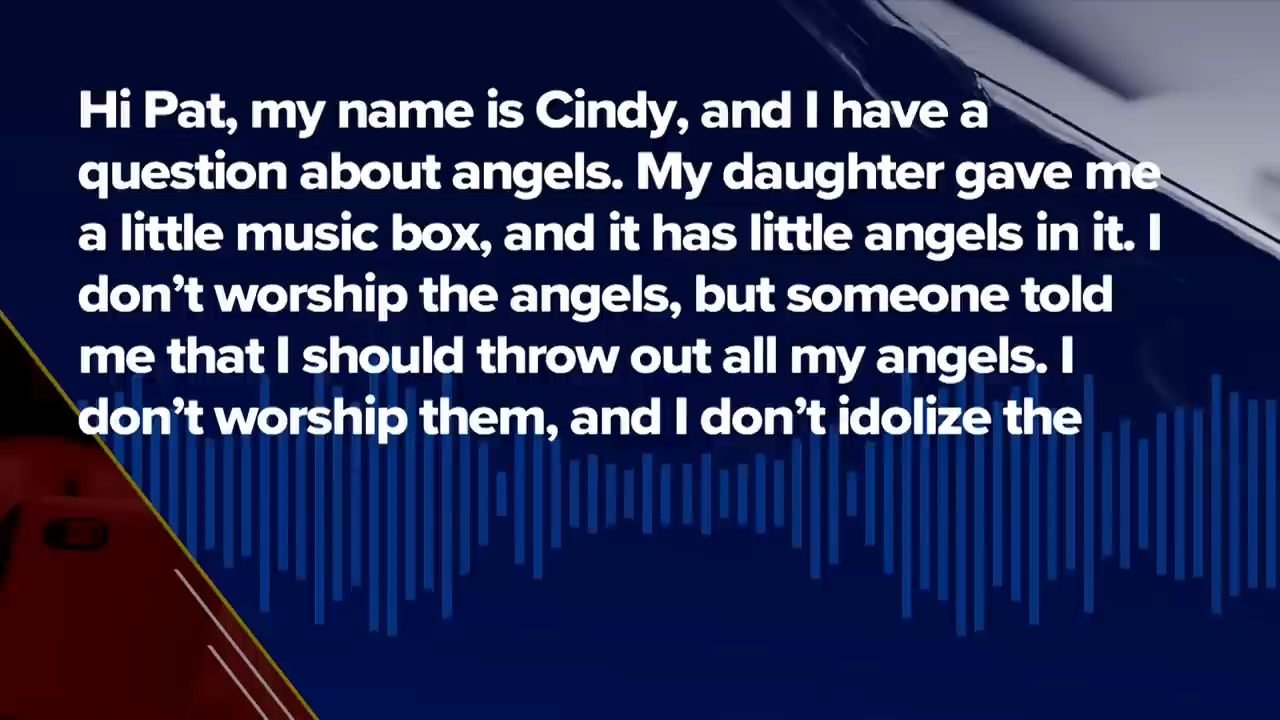 Hi Pat, my name is Cindy, and I have a
question about angels. My daughter gave me
a little music box, and it has little angels in it. I
don’t worship the angels, but someone told
me that I should throw out all my angels. I
don’t worship them, and I don’t idolize the